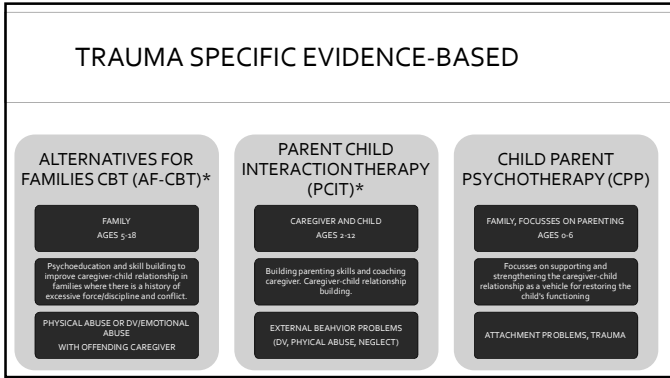 TRAUMA SPECIFIC EVIDENCE-BASED
ALTERNATIVES FOR
FAMILIES CBT (AF-CBT)*
FAMILY
AGES 5-18
Psychoeducation and skill building to
improve caregiver-child relationship in
families where there is a history of
excessive force/discipline and conflict.
PHYSICAL ABUSE OR DV/EMOTIONAL
ABUSE
WITH OFFENDING CAREGIVER
PARENT CHILD
INTERACTION THERAPY
(PCIT)*
CAREGIVER AND CHILD
AGES 2-12
Building parenting skills and coaching
caregiver. Caregiver-child relationship
building.
EXTERNAL BEAHVIOR PROBLEMS
(DV, PHYICAL ABUSE, NEGLECT)
CHILD PARENT
PSYCHOTHERAPY (CPP)
FAMILY, FOCUSSES ON PARENTING
AGES 0-6
Focusses on supporting and
strengthening the caregiver-child
relationship as a vehicle for restoring the
child's functioning
ATTACHMENT PROBLEMS, TRAUMA